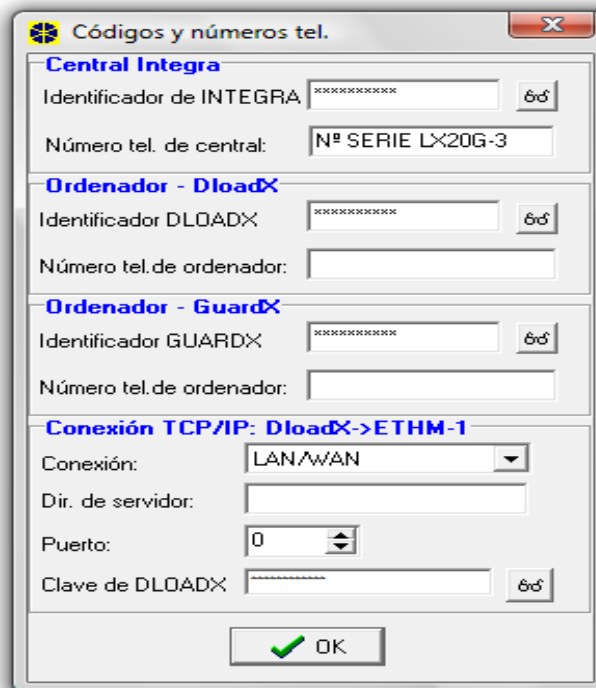 Códigos y números tel.
Central Integra
Identificador de INTEGRA **********
Número tel. de central: Nº SERIE LX20G-3
Ordenador - DloadX
Identificador DLOADX **********
Número tel.de ordenador:
Ordenador - GuardX
Identificador GUARDX **********
Número tel.de ordenador:
Conexión TCP/IP: DloadX->ETHM-1
Conexión: LAN/WAN
Dir. de servidor:
Puerto: 0
Clave de DLOADX ************
OK